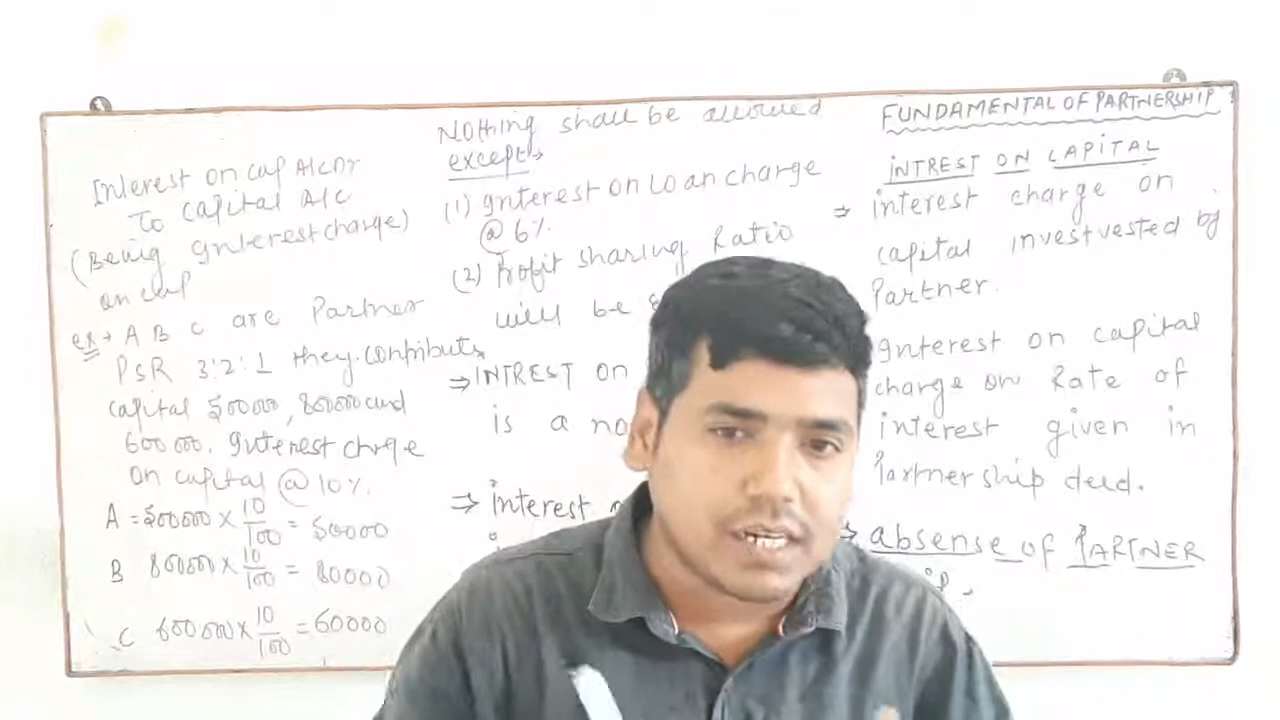 FUNDAMENTAL OF PARTNERSHIP
INTREST ON CAPITAL
⇒ interest charge on
capital investvested by
Partner.
Interest on capital
charge on Rate of
interest given in
Partnership deed.
absense of PARTNER
Nothing shall be allowed
except→
(1) Interest on Loan charge
@ 6%.
(2) Profit sharing Ratio
will be
⇒ INTREST ON
is a
⇒ interest
Interest on cap A/c Dr
To capital A/c
(Being Interest charge)
on cap
ex→ A B C are Partner
PSR 3:2:1 they contributs
capital 500000, 800000 and
600000. Interest chrge
on capital @ 10%.
A = 500000 × 10/100 = 50000
B 800000 × 10/100 = 80000
C 600000 × 10/100 = 60000